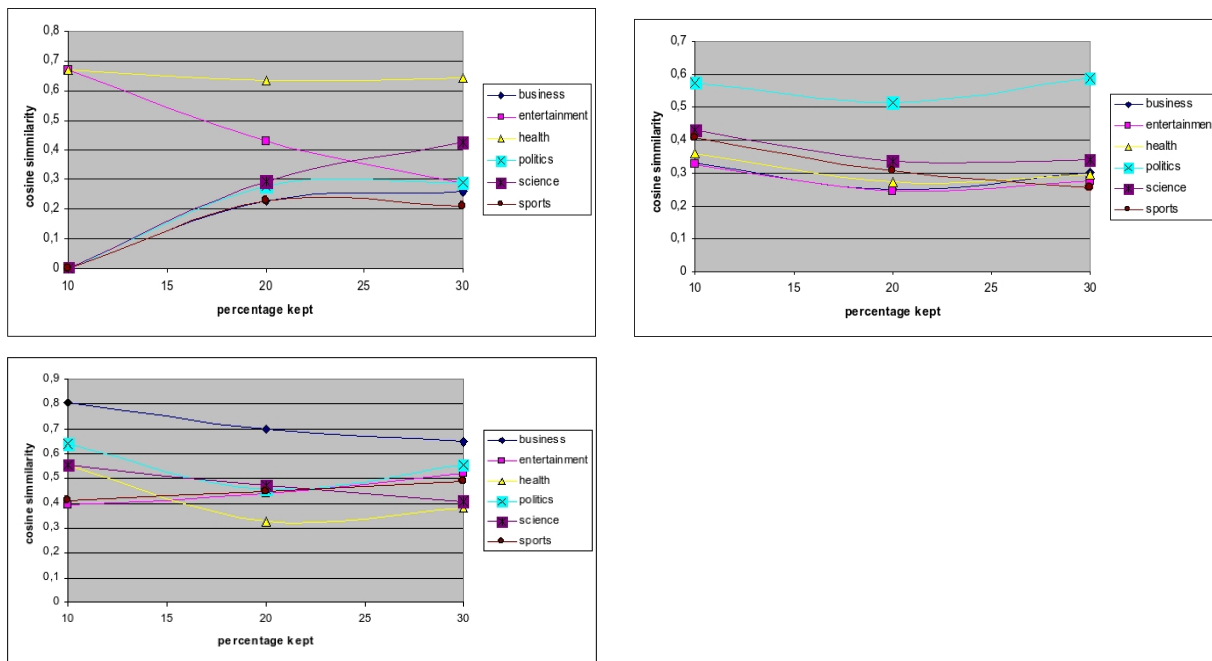 0,8
0,7
0,6
0,5
0,4
0,3
0,2
0,1
0
cosine simmilarity
10 15 20 25 30
percentage kept
business
entertainment
health
politics
science
sports
0,7
0,6
0,5
0,4
0,3
0,2
0,1
0
cosine simmilarity
10 15 20 25 30
percentage kept
business
entertainment
health
politics
science
sports
0,9
0,8
0,7
0,6
0,5
0,4
0,3
0,2
0,1
0
cosine simmilarity
10 15 20 25 30
percentage kept
business
entertainment
health
politics
science
sports